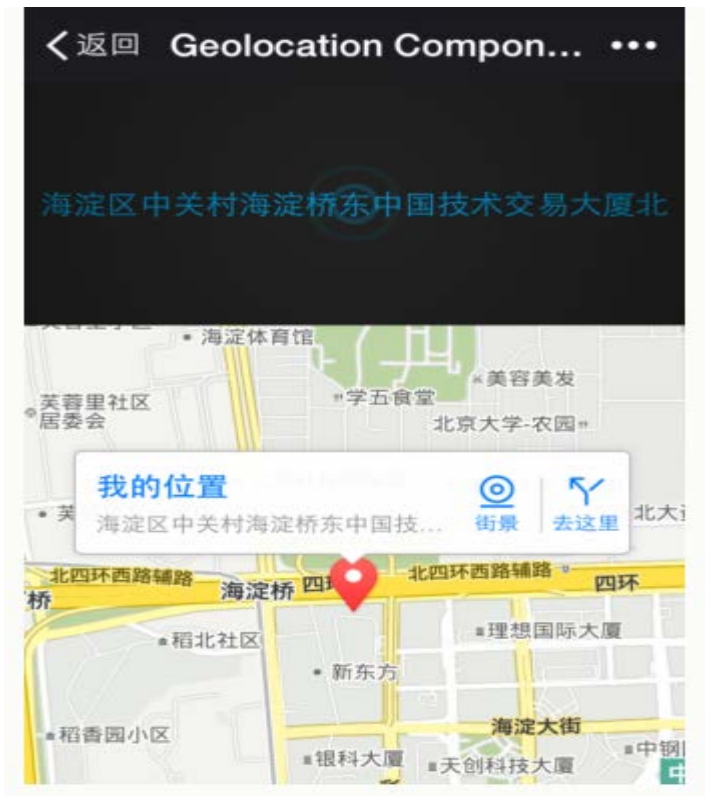 返回 Geolocation Compon... •••
海淀区中关村海淀桥东中国技术交易大厦北
海淀体育馆
美容美发
学五食堂
芙蓉里社区
居委会
北京大学-农园
我的位置
海淀区中关村海淀桥东中国技...
街景
去这里
芙
北大
北四环西路辅路
北四环西路辅路
桥
海淀桥
四环
稻北社区
理想国际大厦
新东方
海淀大街
稻香园小区
银科大厦
天创科技大厦
中钢
中